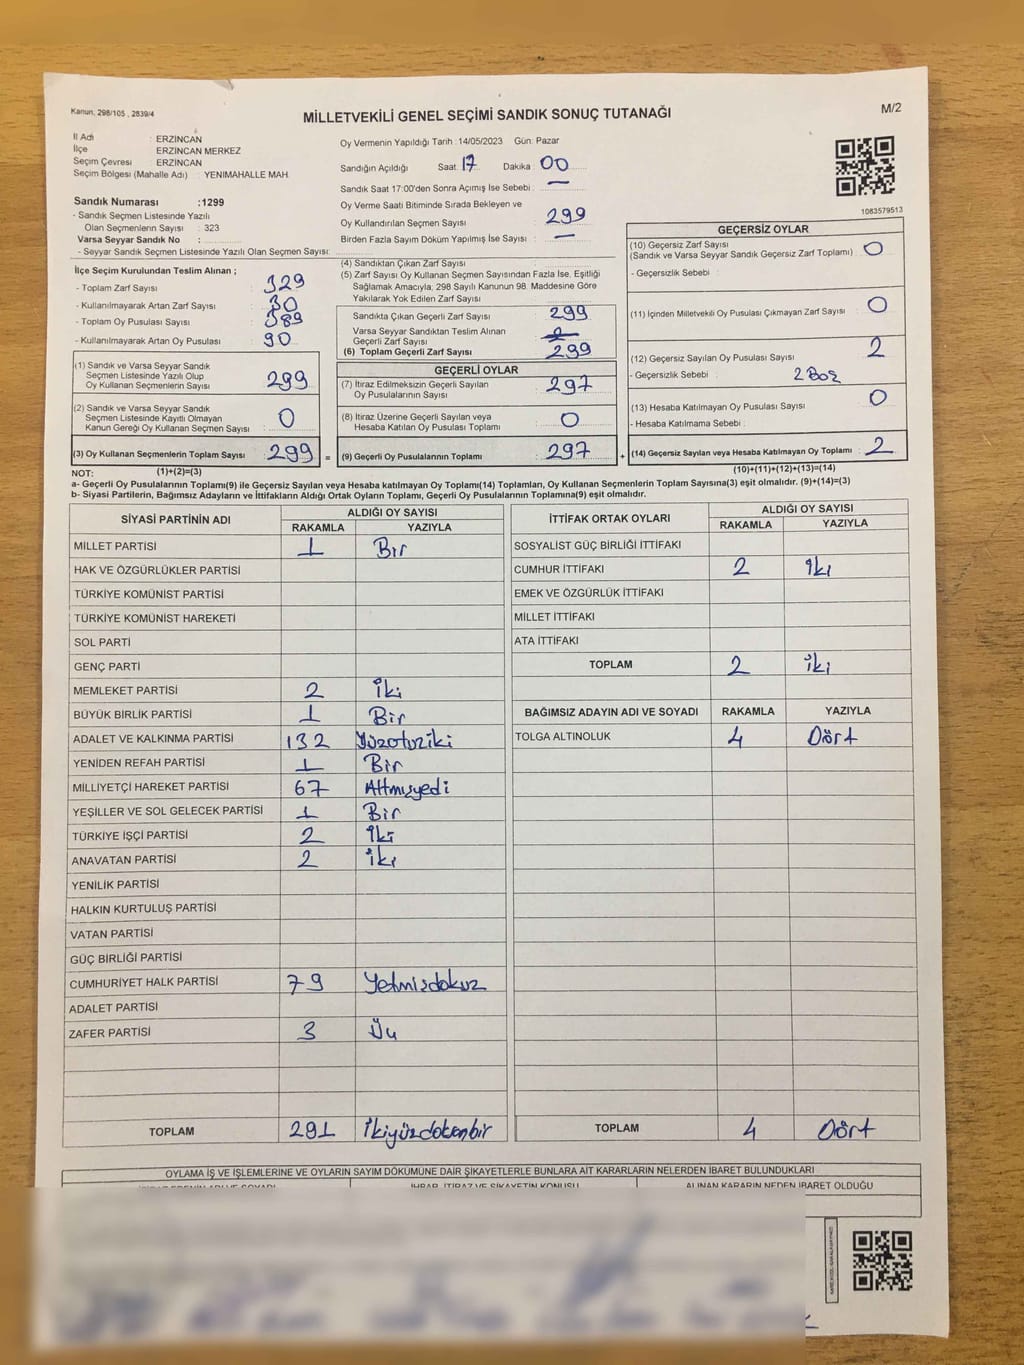 Kanun, 298/105 , 2839/4
MİLLETVEKİLİ GENEL SEÇİMİ SANDIK SONUÇ TUTANAĞI
M/2
İl Adı : ERZİNCAN
İlçe ERZİNCAN MERKEZ
Seçim Çevresi : ERZİNCAN
Seçim Bölgesi (Mahalle Adı) : YENIMAHALLE MAH.
Sandık Numarası :1299
- Sandık Seçmen Listesinde Yazılı
Olan Seçmenlerin Sayısı : 323
Varsa Seyyar Sandık No :
- Seyyar Sandık Seçmen Listesinde Yazılı Olan Seçmen Sayısı:
Oy Vermenin Yapıldığı Tarih : 14/05/2023 Gün: Pazar
Sandığın Açıldığı Saat 17 Dakika : 00
Sandık Saat 17:00'den Sonra Açımış İse Sebebi : —
Oy Verme Saati Bitiminde Sırada Bekleyen ve
Oy Kullandırılan Seçmen Sayısı : 299
Birden Fazla Sayım Döküm Yapılmış İse Sayısı : —
1083579513
İlçe Seçim Kurulundan Teslim Alınan ;
- Toplam Zarf Sayısı : 329
- Kullanılmayarak Artan Zarf Sayısı : 30
- Toplam Oy Pusulası Sayısı : 389
- Kullanılmayarak Artan Oy Pusulası : 90
(4) Sandıktan Çıkan Zarf Sayısı :
(5) Zarf Sayısı Oy Kullanan Seçmen Sayısından Fazla İse, Eşitliği
Sağlamak Amacıyla, 298 Sayılı Kanunun 98. Maddesine Göre
Yakılarak Yok Edilen Zarf Sayısı :
Sandıkta Çıkan Geçerli Zarf Sayısı : 299
Varsa Seyyar Sandıktan Teslim Alınan
Geçerli Zarf Sayısı :
(6) Toplam Geçerli Zarf Sayısı : 299
GEÇERSİZ OYLAR
(10) Geçersiz Zarf Sayısı : 0
(Sandık ve Varsa Seyyar Sandık Geçersiz Zarf Toplamı)
- Geçersizlik Sebebi :
(11) İçinden Milletvekili Oy Pusulası Çıkmayan Zarf Sayısı : 0
(12) Geçersiz Sayılan Oy Pusulası Sayısı : 2
- Geçersizlik Sebebi : 2 Boş
(13) Hesaba Katılmayan Oy Pusulası Sayısı : 0
- Hesaba Katılmama Sebebi :
(14) Geçersiz Sayılan veya Hesaba Katılmayan Oy Toplamı : 2
(10)+(11)+(12)+(13)=(14)
(1) Sandık ve Varsa Seyyar Sandık
Seçmen Listesinde Yazılı Olup
Oy Kullanan Seçmenlerin Sayısı : 299
(2) Sandık ve Varsa Seyyar Sandık
Seçmen Listesinde Kayıtlı Olmayan
Kanun Gereği Oy Kullanan Seçmen Sayısı : 0
(3) Oy Kullanan Seçmenlerin Toplam Sayısı : 299 =
GEÇERLİ OYLAR
(7) İtiraz Edilmeksizin Geçerli Sayılan
Oy Pusulalarının Sayısı : 297
(8) İtiraz Üzerine Geçerli Sayılan veya
Hesaba Katılan Oy Pusulası Toplamı : 0
(9) Geçerli Oy Pusulalarının Toplamı : 297 +
NOT: (1)+(2)=(3)
a- Geçerli Oy Pusulalarının Toplamı(9) ile Geçersiz Sayılan veya Hesaba katılmayan Oy Toplamı(14) Toplamları, Oy Kullanan Seçmenlerin Toplam Sayısına(3) eşit olmalıdır. (9)+(14)=(3)
b- Siyasi Partilerin, Bağımsız Adayların ve İttifakların Aldığı Ortak Oyların Toplamı, Geçerli Oy Pusulalarının Toplamına(9) eşit olmalıdır.
SİYASİ PARTİNİN ADI ALDIĞI OY SAYISI
RAKAMLA YAZIYLA
MİLLET PARTİSİ 1 Bir
HAK VE ÖZGÜRLÜKLER PARTİSİ
TÜRKİYE KOMÜNİST PARTİSİ
TÜRKİYE KOMÜNİST HAREKETİ
SOL PARTİ
GENÇ PARTİ
MEMLEKET PARTİSİ 2 İki
BÜYÜK BİRLİK PARTİSİ 1 Bir
ADALET VE KALKINMA PARTİSİ 132 Yüzotuziki
YENİDEN REFAH PARTİSİ 1 Bir
MİLLİYETÇİ HAREKET PARTİSİ 67 Altmışyedi
YEŞİLLER VE SOL GELECEK PARTİSİ 1 Bir
TÜRKİYE İŞÇİ PARTİSİ 2 İki
ANAVATAN PARTİSİ 2 iki
YENİLİK PARTİSİ
HALKIN KURTULUŞ PARTİSİ
VATAN PARTİSİ
GÜÇ BİRLİĞİ PARTİSİ
CUMHURİYET HALK PARTİSİ 79 Yetmişdokuz
ADALET PARTİSİ
ZAFER PARTİSİ 3 Üç
TOPLAM 291 İkiyüzdoksanbir
İTTİFAK ORTAK OYLARI ALDIĞI OY SAYISI
RAKAMLA YAZIYLA
SOSYALİST GÜÇ BİRLİĞİ İTTİFAKI
CUMHUR İTTİFAKI 2 iki
EMEK VE ÖZGÜRLÜK İTTİFAKI
MİLLET İTTİFAKI
ATA İTTİFAKI
TOPLAM 2 iki
BAĞIMSIZ ADAYIN ADI VE SOYADI RAKAMLA YAZIYLA
TOLGA ALTINOLUK 4 Dört
TOPLAM 4 Dört
OYLAMA İŞ VE İŞLEMLERİNE VE OYLARIN SAYIM DÖKÜMÜNE DAİR ŞİKAYETLERLE BUNLARA AİT KARARLARIN NELERDEN İBARET BULUNDUKLARI
İHBAR, İTİRAZ VE ŞİKAYETİN KONUSU ALINAN KARARIN NEDEN İBARET OLDUĞU